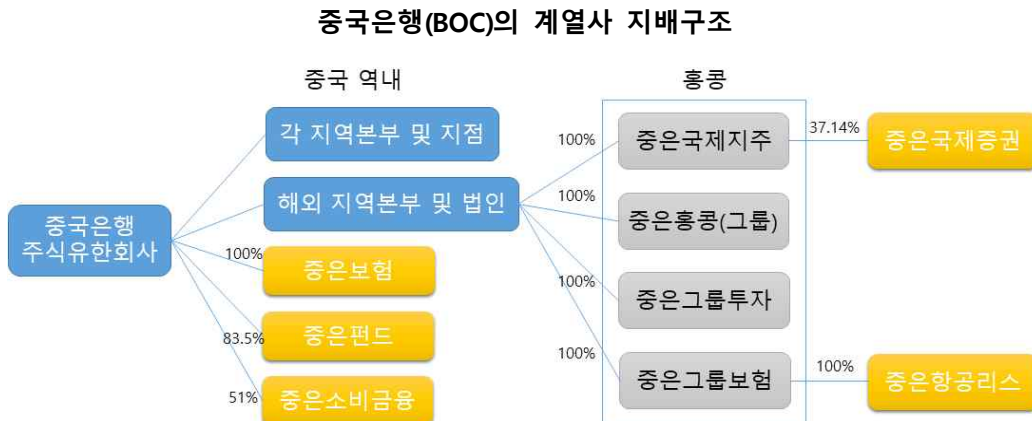 중국은행(BOC)의 계열사 지배구조
중국 역내
홍콩
각 지역본부 및 지점
100%
중은국제지주
37.14%
중은국제증권
해외 지역본부 및 법인
100%
중은홍콩(그룹)
중국은행
주식유한회사
100%
중은보험
100%
중은그룹투자
83.5%
중은펀드
100%
중은그룹보험
100%
중은항공리스
51%
중은소비금융